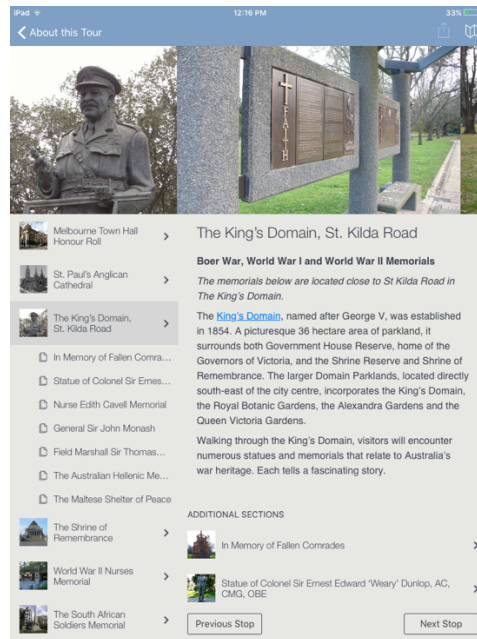 iPad 12:16 PM 33%
About this Tour
FAITH
Melbourne Town Hall
Honour Roll
St. Paul's Anglican
Cathedral
The King's Domain,
St. Kilda Road
In Memory of Fallen Comra...
Statue of Colonel Sir Ernes...
Nurse Edith Cavell Memorial
General Sir John Monash
Field Marshall Sir Thomas...
The Australian Hellenic Me...
The Maltese Shelter of Peace
The Shrine of
Remembrance
World War II Nurses
Memorial
The South African
Soldiers Memorial
The King's Domain, St. Kilda Road
Boer War, World War I and World War II Memorials
The memorials below are located close to St Kilda Road in
The King's Domain.
The King's Domain, named after George V, was established
in 1854. A picturesque 36 hectare area of parkland, it
surrounds both Government House Reserve, home of the
Governors of Victoria, and the Shrine Reserve and Shrine of
Remembrance. The larger Domain Parklands, located directly
south-east of the city centre, incorporates the King's Domain,
the Royal Botanic Gardens, the Alexandra Gardens and the
Queen Victoria Gardens.
Walking through the King's Domain, visitors will encounter
numerous statues and memorials that relate to Australia's
war heritage. Each tells a fascinating story.
ADDITIONAL SECTIONS
In Memory of Fallen Comrades
Statue of Colonel Sir Ernest Edward 'Weary' Dunlop, AC,
CMG, OBE
Previous Stop
Next Stop